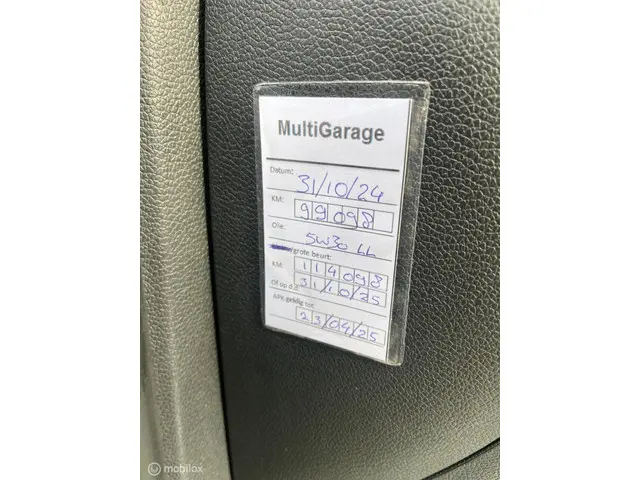 MultiGarage
Datum:
31/10/24
KM:
99098
Olie:
5W30 LL
grote beurt:
KM: 114098
Of op d.d: 31/10/25
APK geldig tot:
23/04/25
mobilox